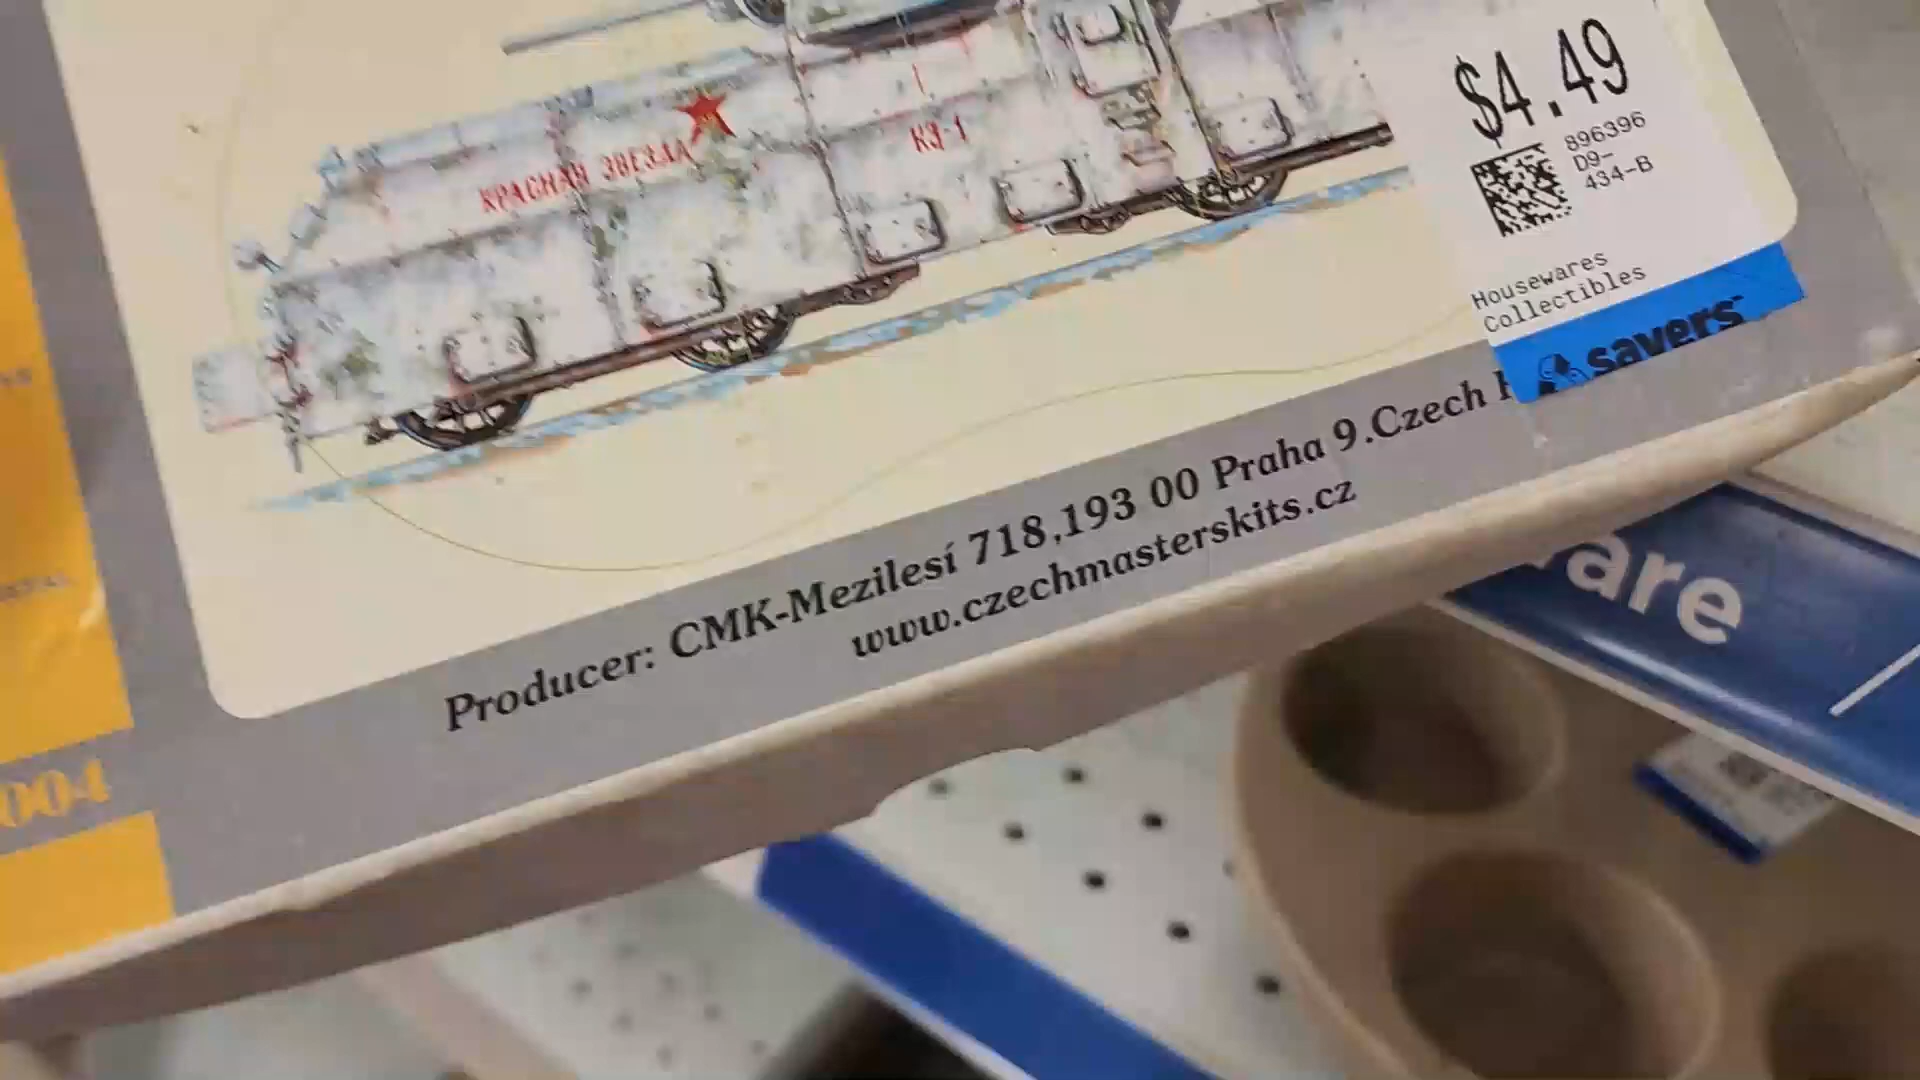 $4.49
896396
D9-
434-B
Housewares
Collectibles
savers
КРАСНАЯ ЗВЕЗДА
КЗ-1
Producer: CMK-Mezilesí 718,193 00 Praha 9.Czech
www.czechmasterskits.cz
are
004